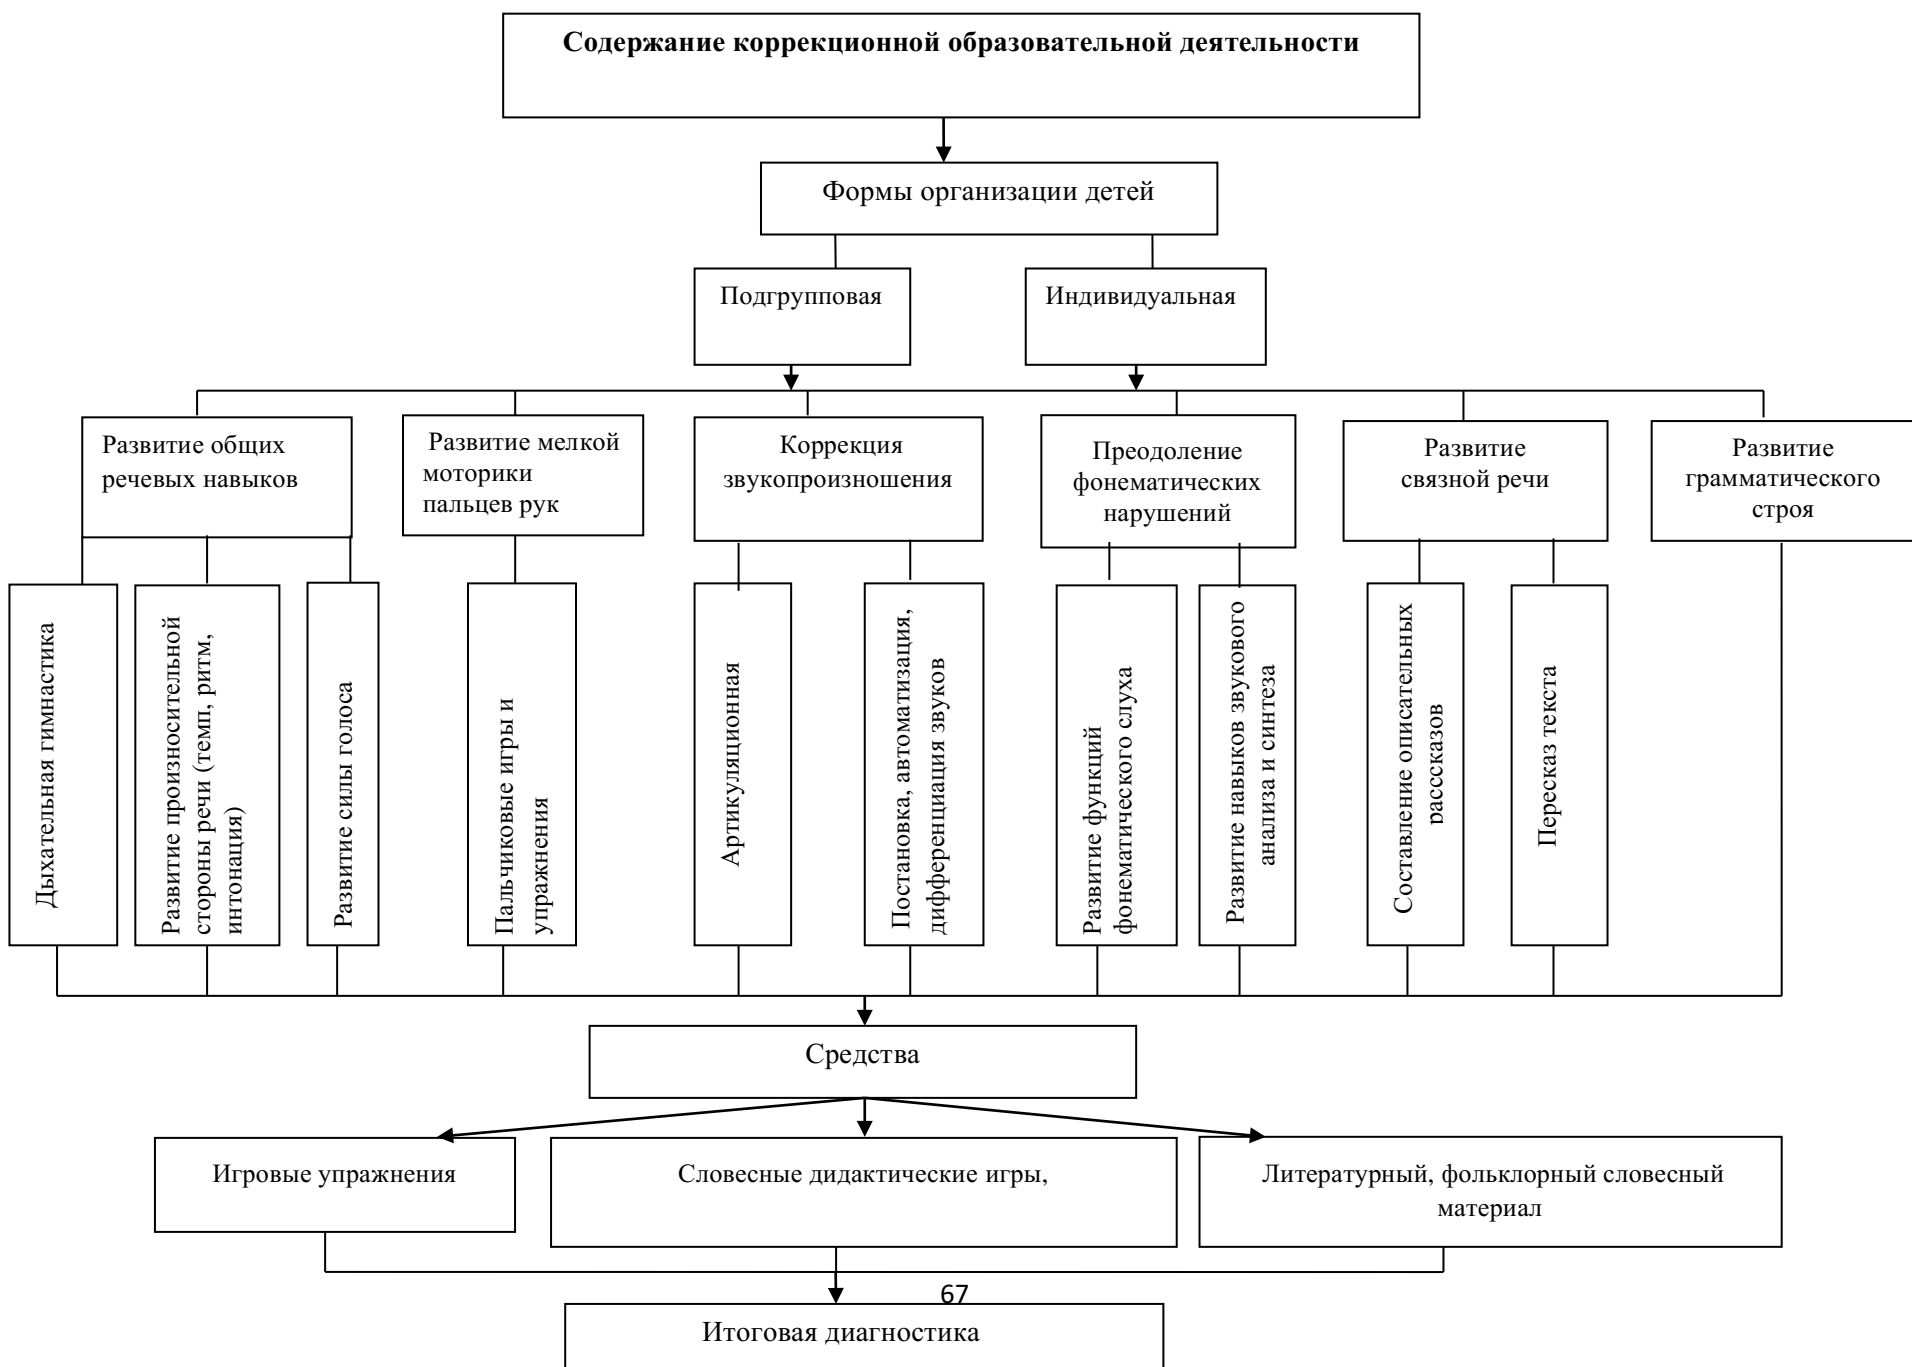 Содержание коррекционной образовательной деятельности
Формы организации детей
Подгрупповая
Индивидуальная
Развитие общих
речевых навыков
Развитие мелкой
моторики
пальцев рук
Коррекция
звукопроизношения
Преодоление
фонематических
нарушений
Развитие
связной речи
Развитие
грамматического
строя
Дыхательная гимнастика
Развитие произносительной
стороны речи (темп, ритм,
интонация)
Развитие силы голоса
Пальчиковые игры и
упражнения
Артикуляционная
Постановка, автоматизация,
дифференциация звуков
Развитие функций
фонематического слуха
Развитие навыков звукового
анализа и синтеза
Составление описательных
расссказов
Пересказ текста
Средства
Игровые упражнения
Словесные дидактические игры,
Литературный, фольклорный словесный
материал
67
Итоговая диагностика